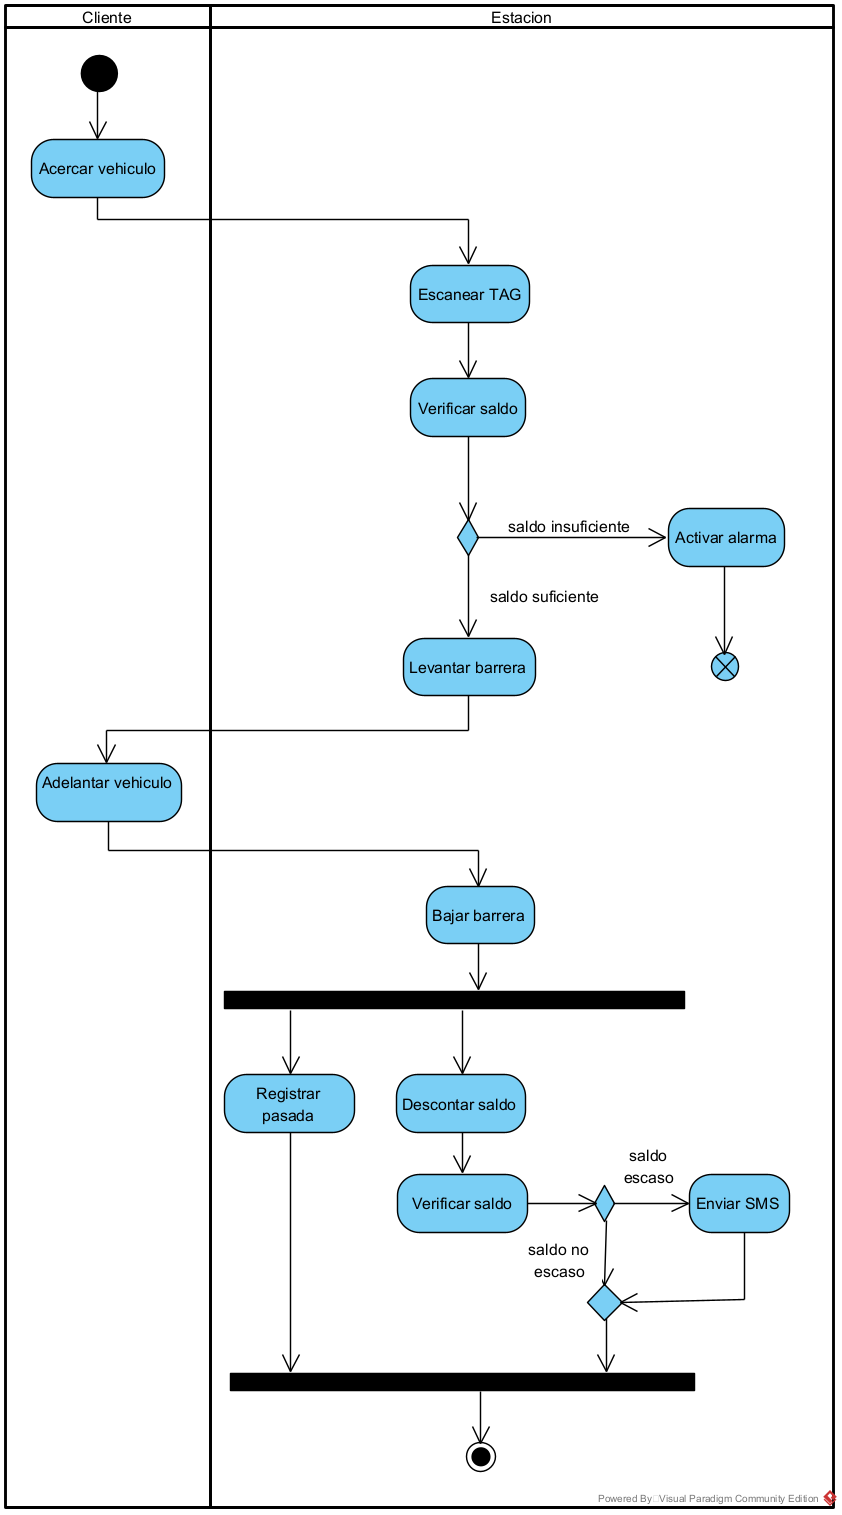 Cliente
Estacion
Acercar vehiculo
Escanear TAG
Verificar saldo
saldo insuficiente
Activar alarma
saldo suficiente
Levantar barrera
Adelantar vehiculo
Bajar barrera
Registrar
pasada
Descontar saldo
saldo
escaso
Verificar saldo
Enviar SMS
saldo no
escaso
Powered By Visual Paradigm Community Edition